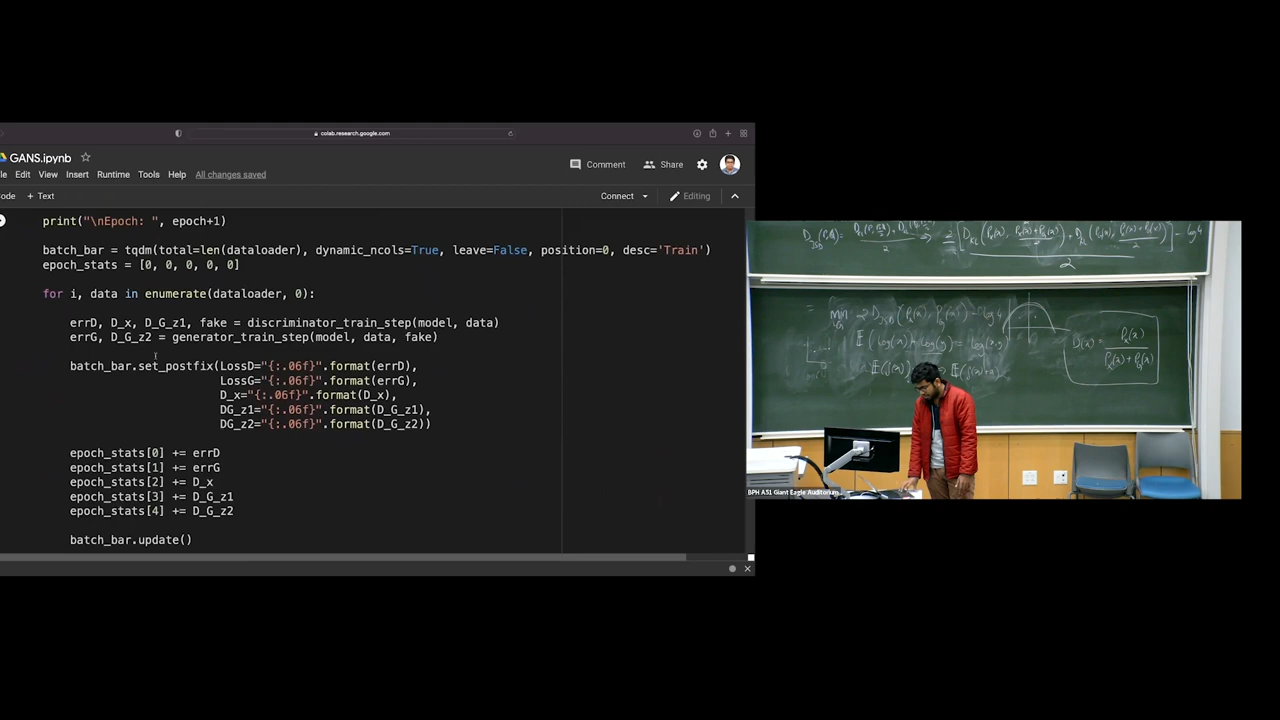 colab.research.google.com
GANS.ipynb
Comment Share
le Edit View Insert Runtime Tools Help All changes saved
ode + Text Connect Editing
print("\nEpoch: ", epoch+1)
batch_bar = tqdm(total=len(dataloader), dynamic_ncols=True, leave=False, position=0, desc='Train')
epoch_stats = [0, 0, 0, 0, 0]
for i, data in enumerate(dataloader, 0):
errD, D_x, D_G_z1, fake = discriminator_train_step(model, data)
errG, D_G_z2 = generator_train_step(model, data, fake)
batch_bar.set_postfix(LossD="{:.06f}".format(errD),
LossG="{:.06f}".format(errG),
D_x="{:.06f}".format(D_x),
DG_z1="{:.06f}".format(D_G_z1),
DG_z2="{:.06f}".format(D_G_z2))
epoch_stats[0] += errD
epoch_stats[1] += errG
epoch_stats[2] += D_x
epoch_stats[3] += D_G_z1
epoch_stats[4] += D_G_z2
batch_bar.update()
BPH A51 Giant Eagle Auditorium